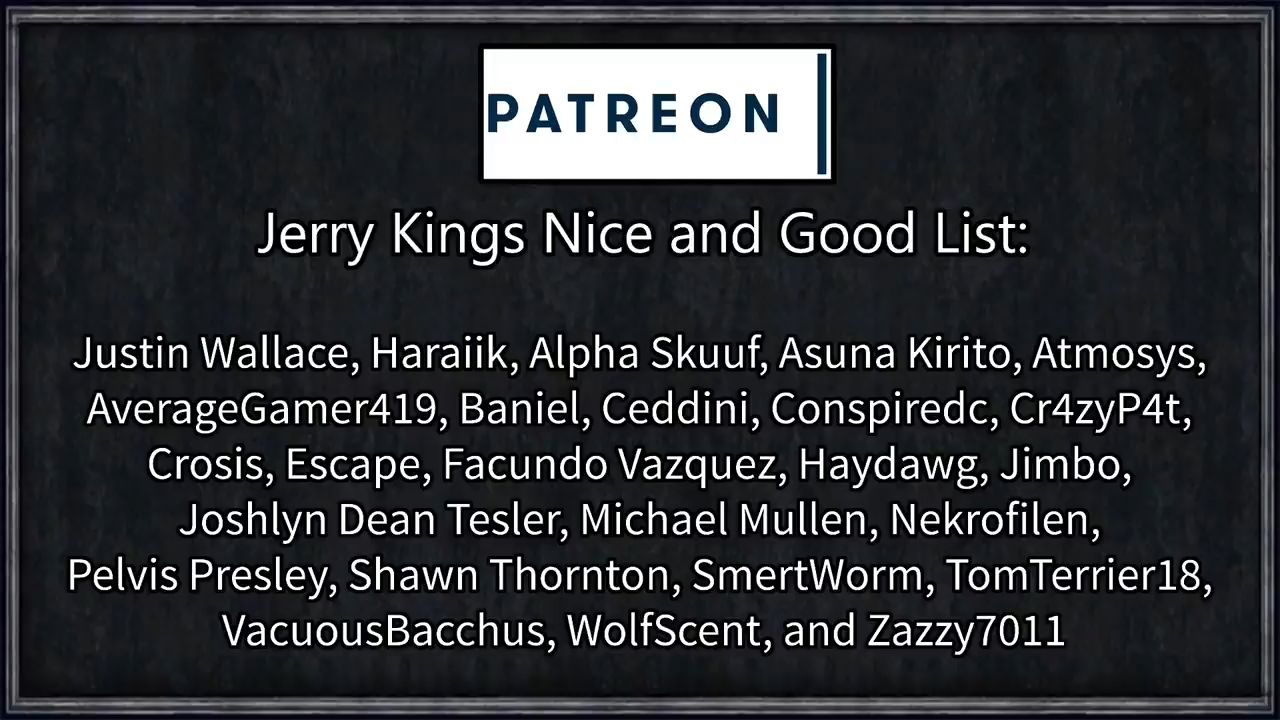 PATREON
Jerry Kings Nice and Good List:
Justin Wallace, Haraiik, Alpha Skuuf, Asuna Kirito, Atmosys,
AverageGamer419, Baniel, Ceddini, Conspiredc, Cr4zyP4t,
Crosis, Escape, Facundo Vazquez, Haydawg, Jimbo,
Joshlyn Dean Tesler, Michael Mullen, Nekrofilen,
Pelvis Presley, Shawn Thornton, SmertWorm, TomTerrier18,
VacuousBacchus, WolfScent, and Zazzy7011